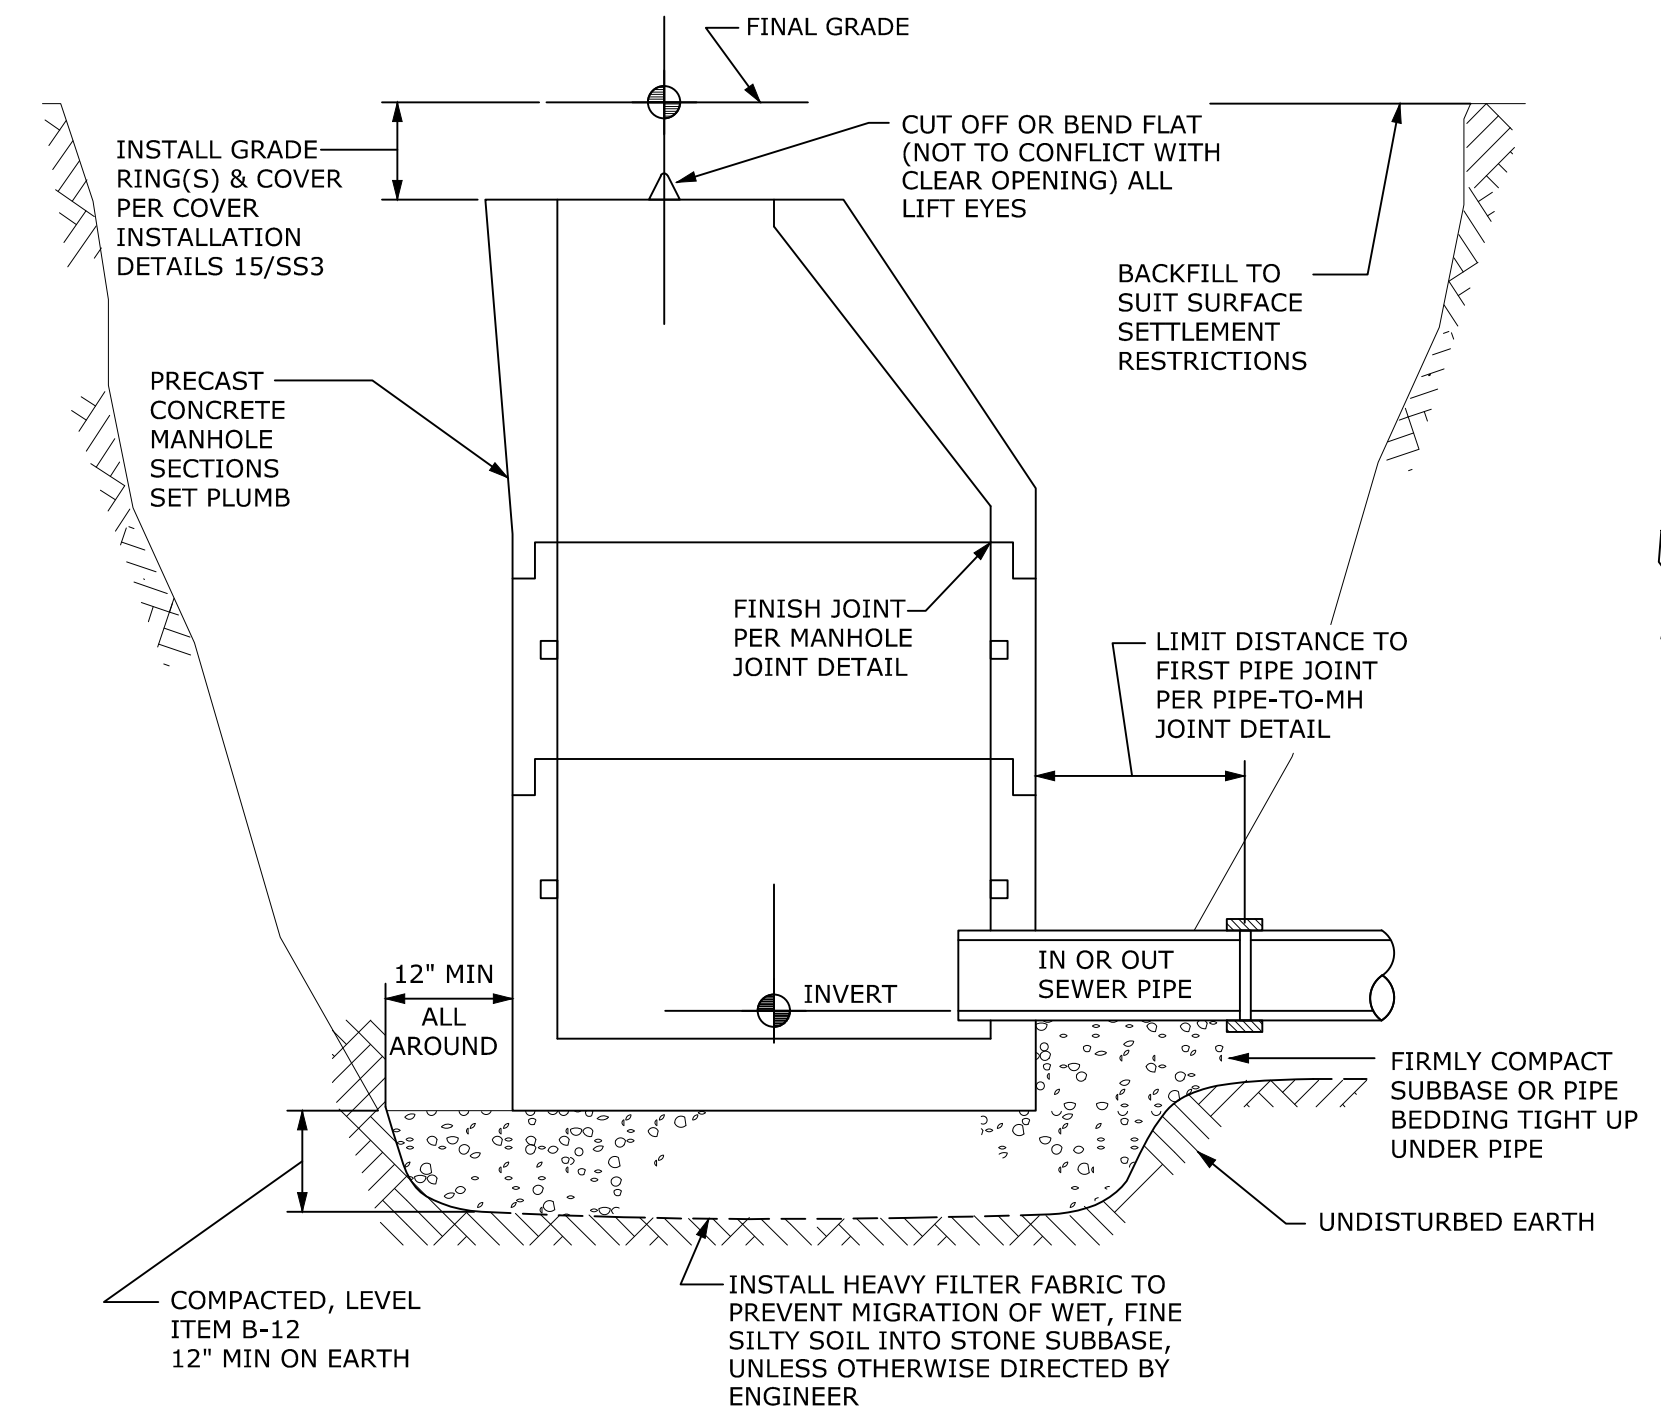 FINAL GRADE
INSTALL GRADE
RING(S) & COVER
PER COVER
INSTALLATION
DETAILS 15/SS3
CUT OFF OR BEND FLAT
(NOT TO CONFLICT WITH
CLEAR OPENING) ALL
LIFT EYES
BACKFILL TO
SUIT SURFACE
SETTLEMENT
RESTRICTIONS
PRECAST
CONCRETE
MANHOLE
SECTIONS
SET PLUMB
FINISH JOINT
PER MANHOLE
JOINT DETAIL
LIMIT DISTANCE TO
FIRST PIPE JOINT
PER PIPE-TO-MH
JOINT DETAIL
12" MIN
ALL
AROUND
INVERT
IN OR OUT
SEWER PIPE
FIRMLY COMPACT
SUBBASE OR PIPE
BEDDING TIGHT UP
UNDER PIPE
UNDISTURBED EARTH
COMPACTED, LEVEL
ITEM B-12
12" MIN ON EARTH
INSTALL HEAVY FILTER FABRIC TO
PREVENT MIGRATION OF WET, FINE
SILTY SOIL INTO STONE SUBBASE,
UNLESS OTHERWISE DIRECTED BY
ENGINEER